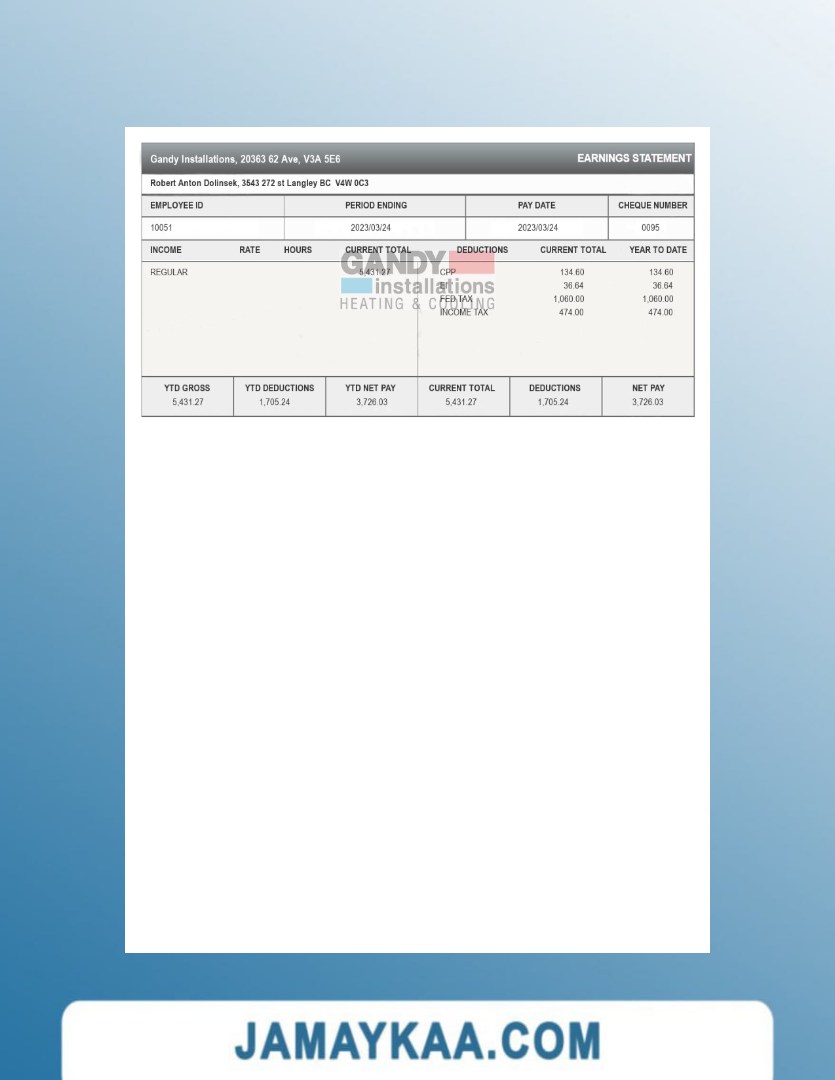 Gandy Installations, 20363 62 Ave, V3A 5E6 EARNINGS STATEMENT
Robert Anton Dolinsek, 3543 272 st Langley BC V4W 0C3
EMPLOYEE ID PERIOD ENDING PAY DATE CHEQUE NUMBER
10051 2023/03/24 2023/03/24 0095
INCOME RATE HOURS CURRENT TOTAL DEDUCTIONS CURRENT TOTAL YEAR TO DATE
GANDY
REGULAR 5,431.27 CPP 134.60 134.60
installations
EI 36.64 36.64
HEATING & COOLING
FED TAX 1,060.00 1,060.00
INCOME TAX 474.00 474.00
YTD GROSS YTD DEDUCTIONS YTD NET PAY CURRENT TOTAL DEDUCTIONS NET PAY
5,431.27 1,705.24 3,726.03 5,431.27 1,705.24 3,726.03
JAMAYKAA.COM